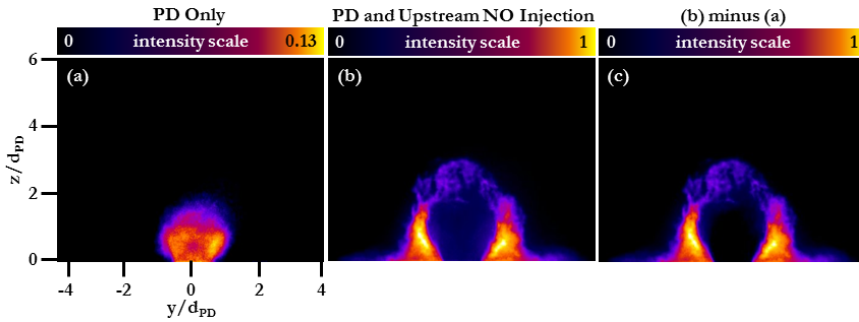 PD Only
PD and Upstream NO Injection
(b) minus (a)
0 intensity scale 0.13
0 intensity scale 1
0 intensity scale 1
(a)
(b)
(c)
6
4
2
0
z/dPD
-4 -2 0 2 4
y/dPD